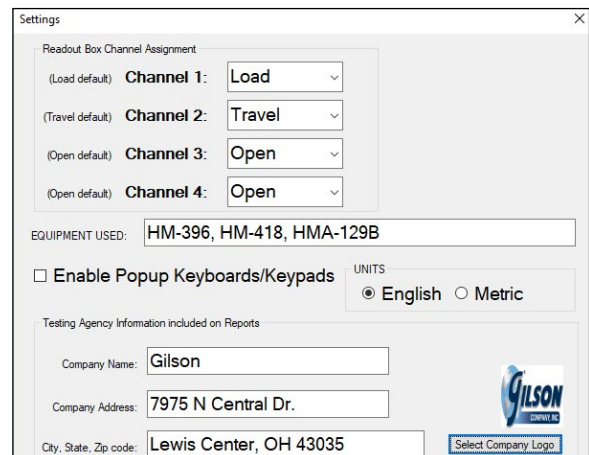 Settings
Readout Box Channel Assignment
(Load default) Channel 1: Load
(Travel default) Channel 2: Travel
(Open default) Channel 3: Open
(Open default) Channel 4: Open
EQUIPMENT USED: HM-396, HM-418, HMA-129B
Enable Popup Keyboards/Keypads
UNITS
English Metric
Testing Agency Information included on Reports
Company Name: Gilson
Company Address: 7975 N Central Dr.
GILSON
COMPANY, INC
City, State, Zip code: Lewis Center, OH 43035
Select Company Logo